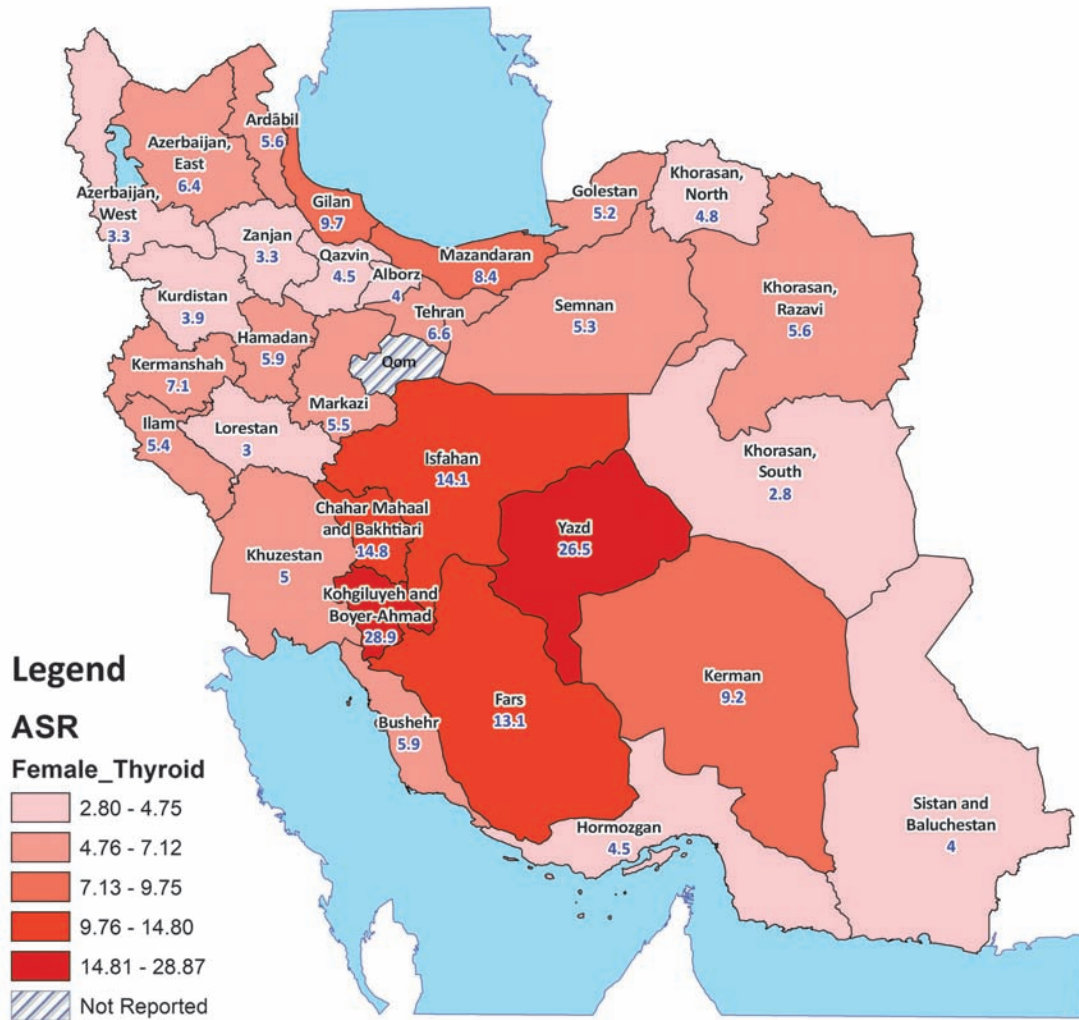 Ardābil
5.6
Azerbaijan,
East
6.4
Azerbaijan,
West
3.3
Gilan
9.7
Zanjan
3.3
Qazvin
4.5
Alborz
4
Mazandaran
8.4
Golestan
5.2
Khorasan,
North
4.8
Khorasan,
Razavi
5.6
Semnan
5.3
Tehran
6.6
Kurdistan
3.9
Hamadan
5.9
Qom
Kermanshah
7.1
Markazi
5.5
Ilam
5.4
Lorestan
3
Isfahan
14.1
Khorasan,
South
2.8
Chahar Mahaal
and Bakhtiari
14.8
Yazd
26.5
Khuzestan
5
Kohgiluyeh and
Boyer-Ahmad
28.9
Kerman
9.2
Fars
13.1
Bushehr
5.9
Hormozgan
4.5
Sistan and
Baluchestan
4
Legend
ASR
Female_Thyroid
2.80 - 4.75
4.76 - 7.12
7.13 - 9.75
9.76 - 14.80
14.81 - 28.87
Not Reported